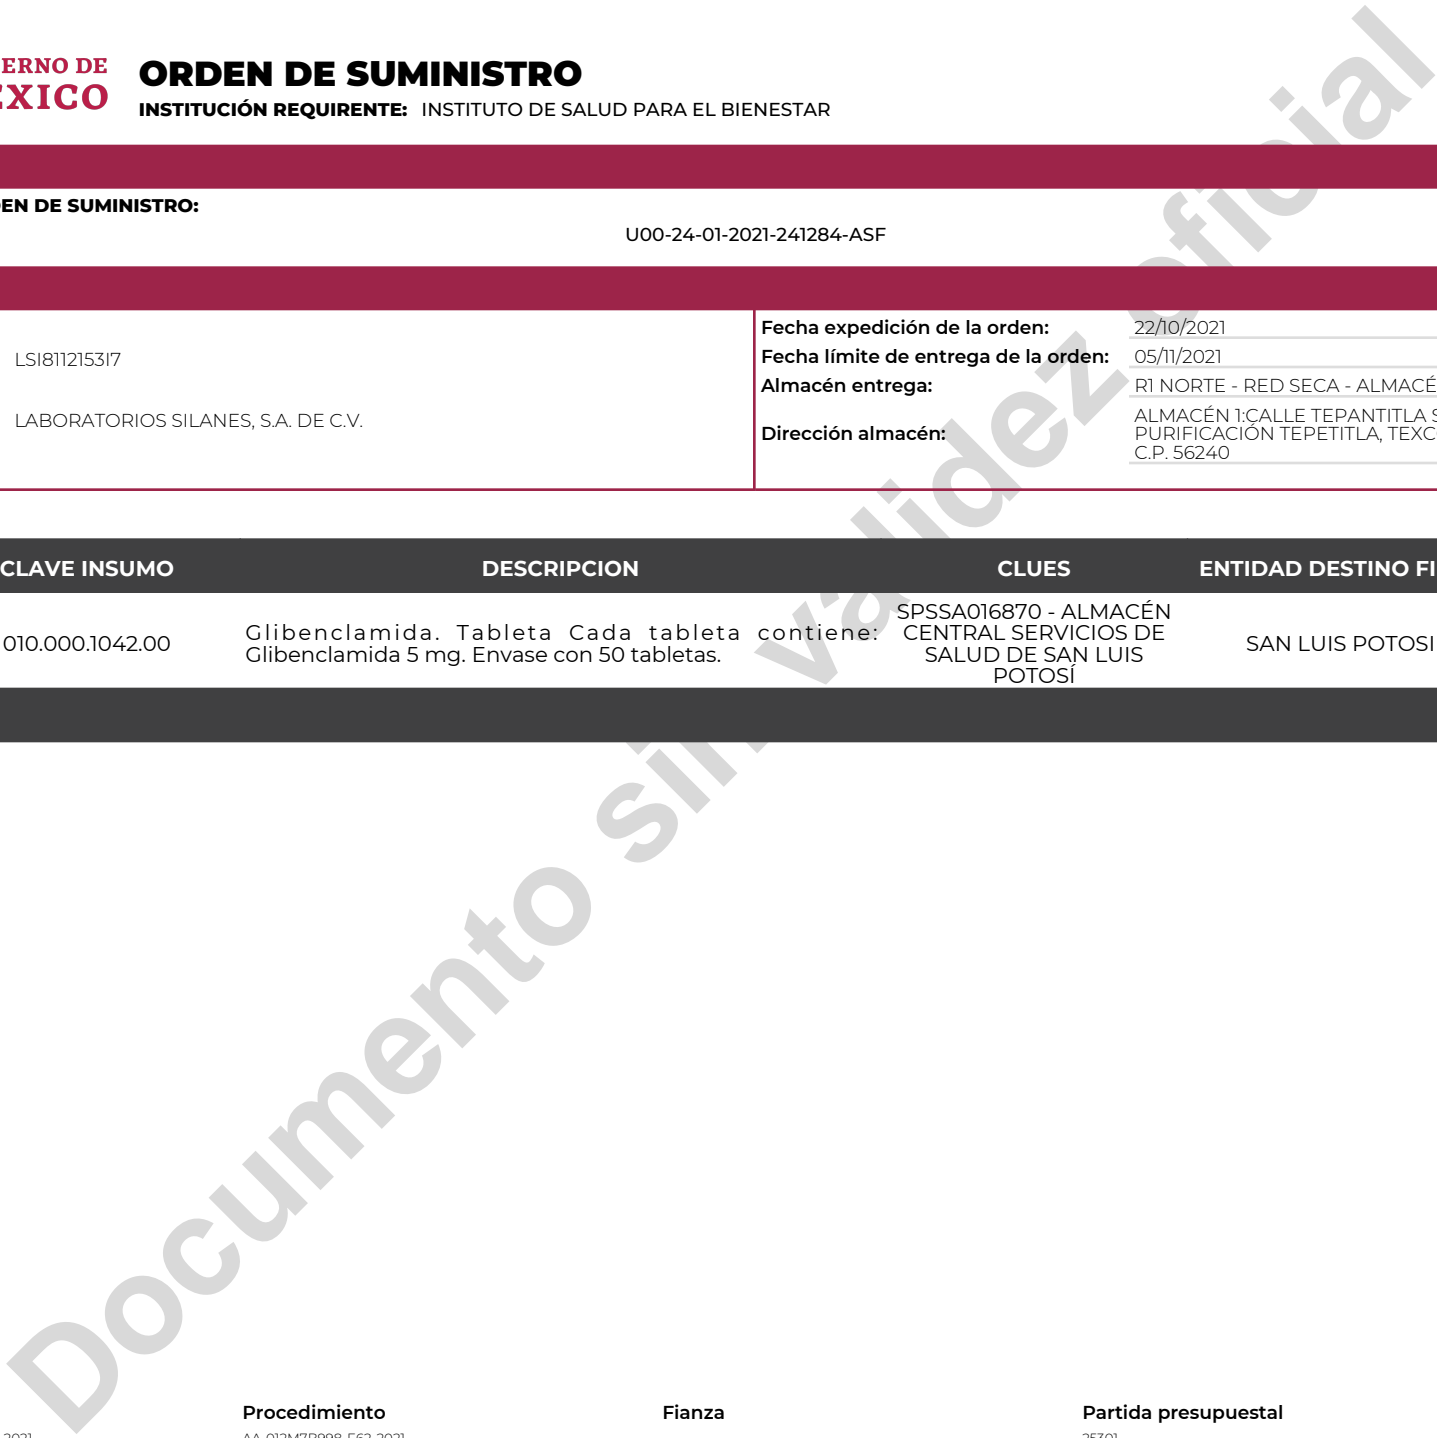 ERNO DE
ÉXICO
ORDEN DE SUMINISTRO
INSTITUCIÓN REQUIRENTE: INSTITUTO DE SALUD PARA EL BIENESTAR
EN DE SUMINISTRO:
U00-24-01-2021-241284-ASF
LSI8112153I7
LABORATORIOS SILANES, S.A. DE C.V.
Fecha expedición de la orden: 22/10/2021
Fecha límite de entrega de la orden: 05/11/2021
Almacén entrega: R1 NORTE - RED SECA - ALMACÉ
Dirección almacén:
ALMACÉN 1:CALLE TEPANTITLA S
PURIFICACIÓN TEPETITLA, TEXC
C.P. 56240
CLAVE INSUMO DESCRIPCION CLUES ENTIDAD DESTINO FI
010.000.1042.00
Glibenclamida. Tableta Cada tableta contiene:
Glibenclamida 5 mg. Envase con 50 tabletas.
SPSSA016870 - ALMACÉN
CENTRAL SERVICIOS DE
SALUD DE SAN LUIS
POTOSÍ
SAN LUIS POTOSI
Documento sin validez oficial
Procedimiento Fianza Partida presupuestal